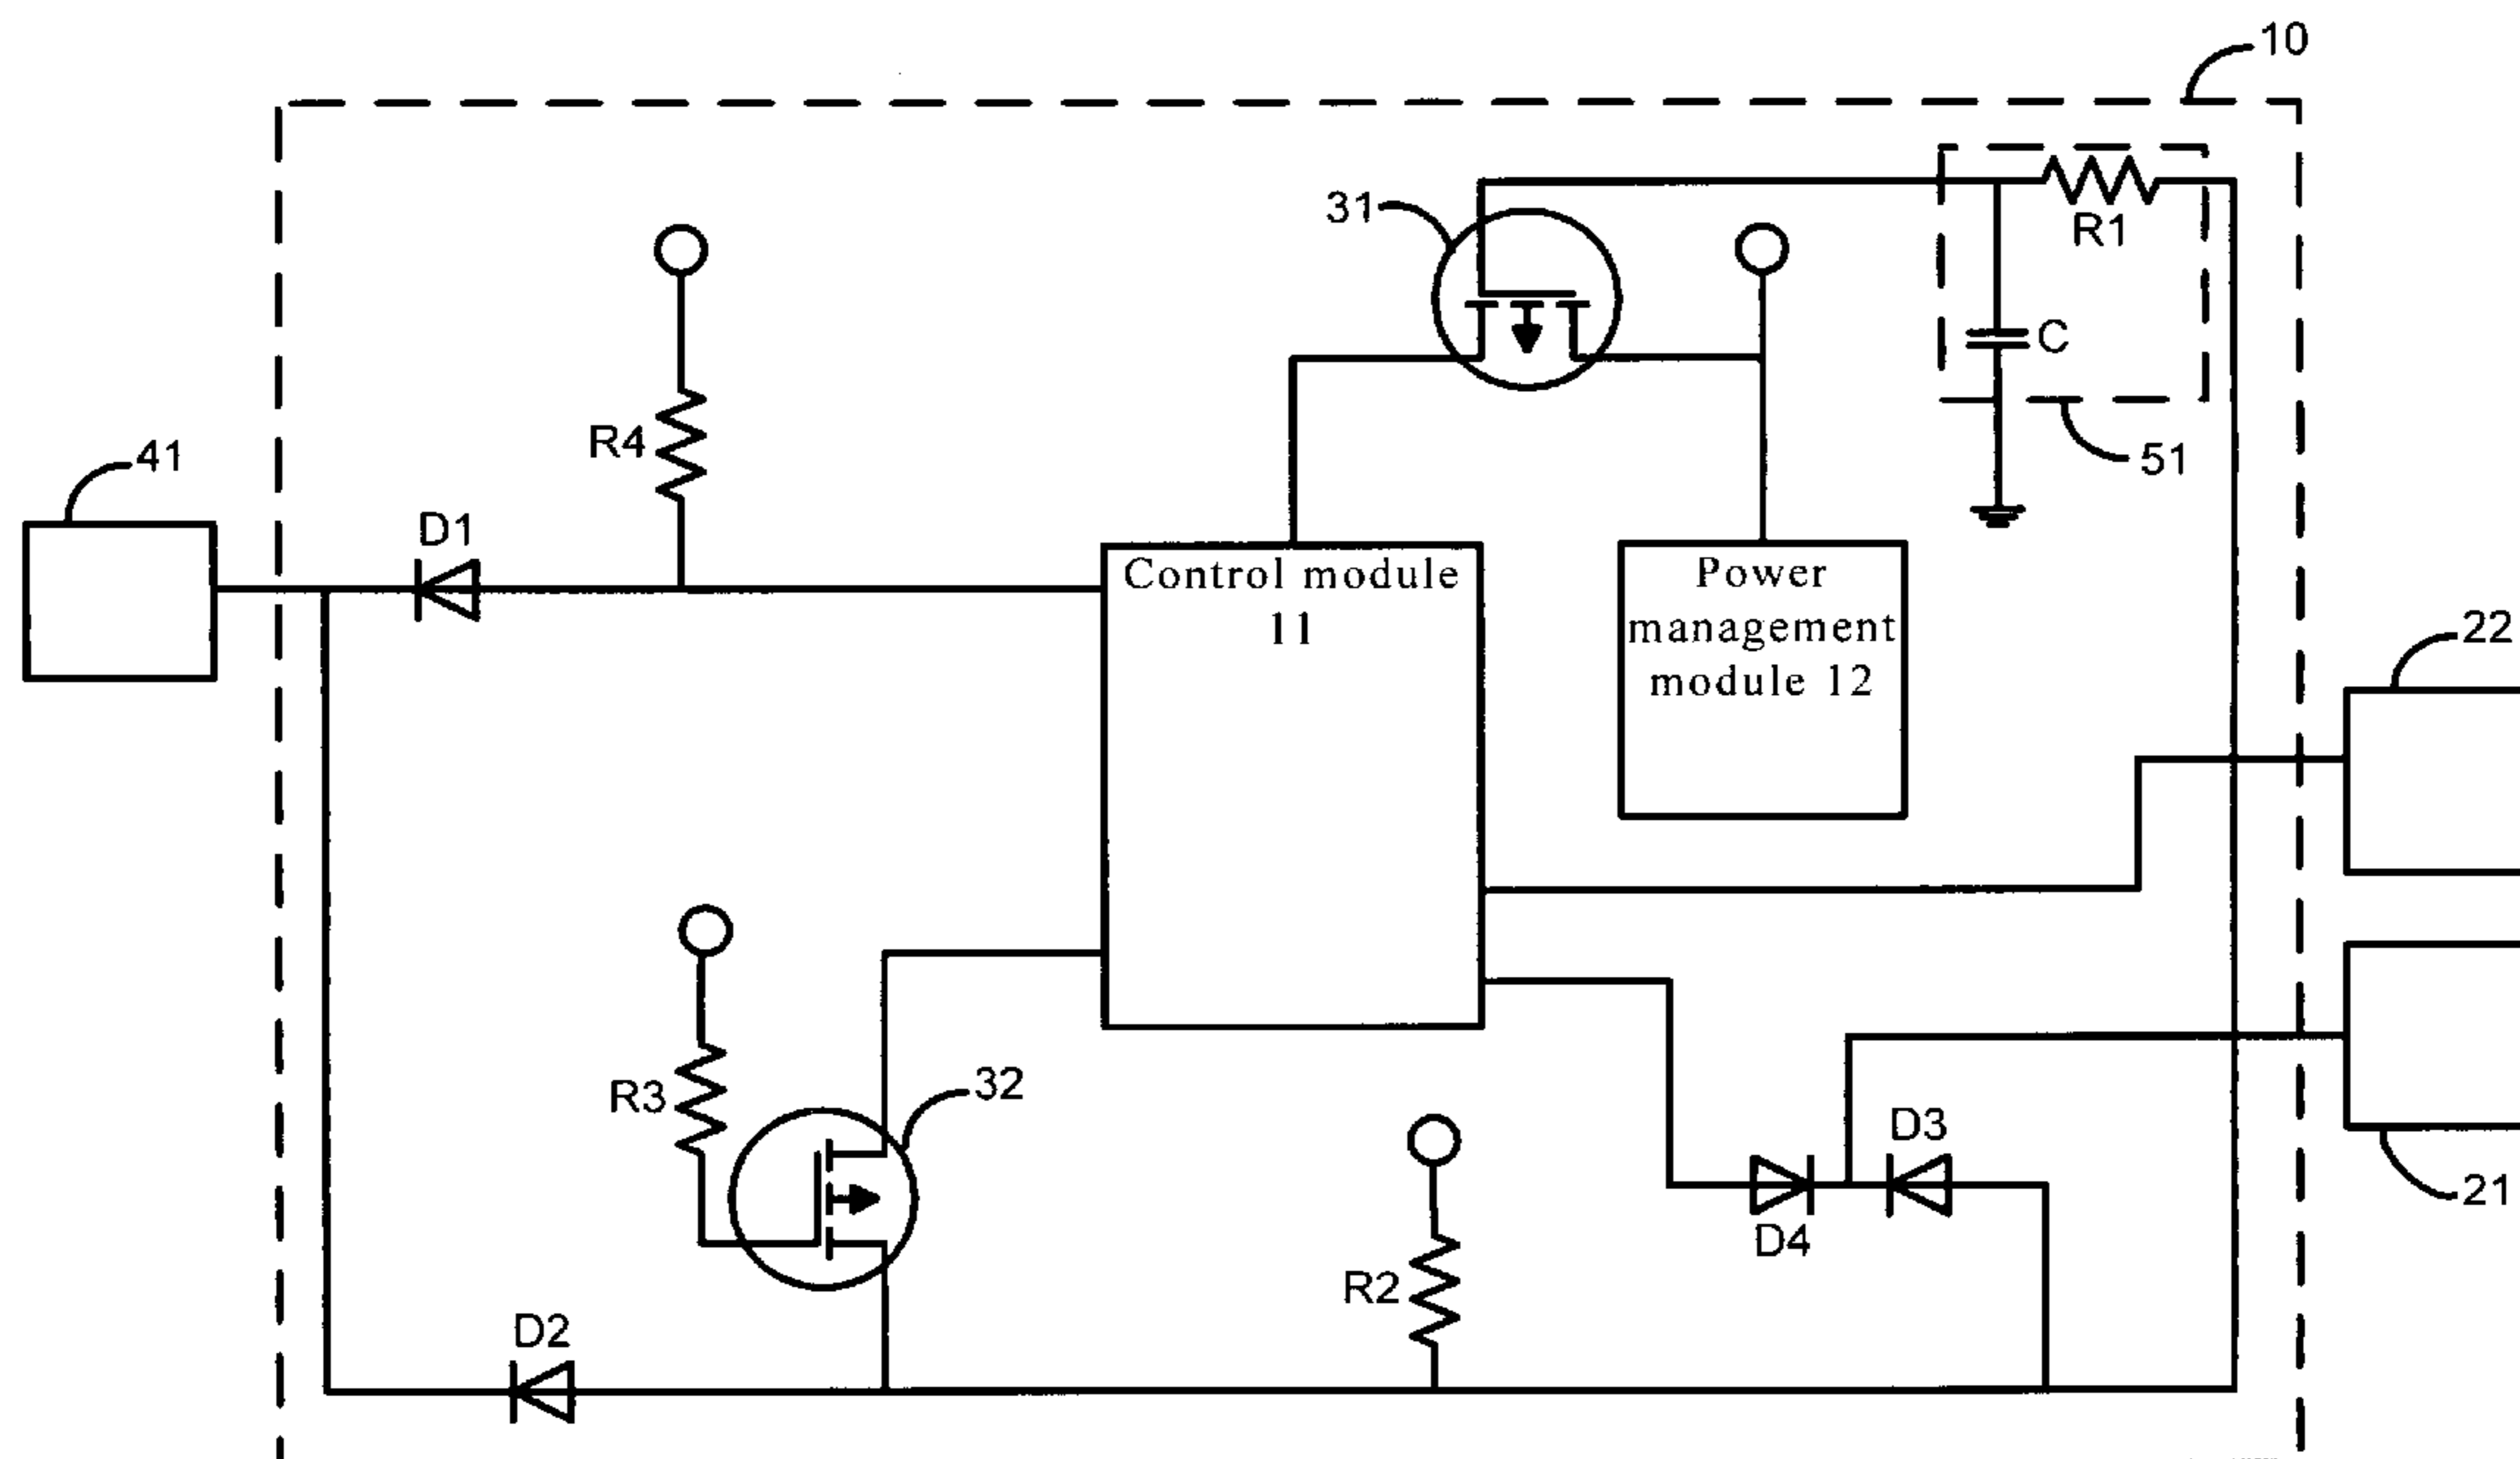 10
31
R1
C
R4
51
41
D1
Control module
11
Power
management
module 12
22
R3
32
D3
21
D4
R2
D2